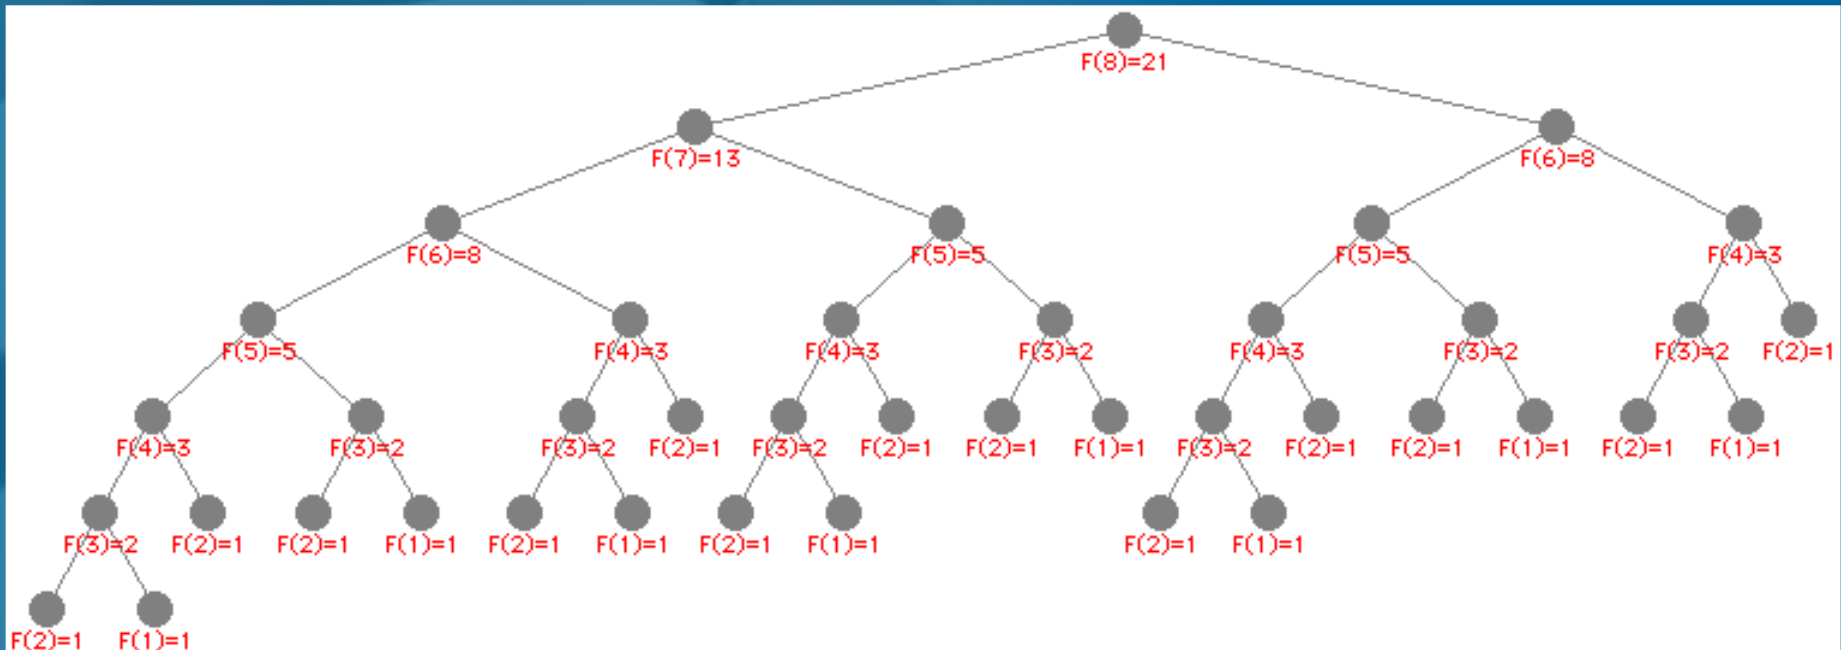 F(8)=21
F(7)=13 F(6)=8
F(6)=8 F(5)=5 F(5)=5 F(4)=3
F(5)=5 F(4)=3 F(4)=3 F(3)=2 F(4)=3 F(3)=2 F(3)=2 F(2)=1
F(4)=3 F(3)=2 F(3)=2 F(2)=1 F(3)=2 F(2)=1 F(2)=1 F(1)=1 F(3)=2 F(2)=1 F(2)=1 F(1)=1 F(2)=1 F(1)=1
F(3)=2 F(2)=1 F(2)=1 F(1)=1 F(2)=1 F(1)=1 F(2)=1 F(1)=1 F(2)=1 F(1)=1
F(2)=1 F(1)=1